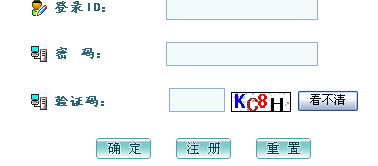 登录ID：
密 码：
验证码： KC8H 看不清
确 定 注 册 重 置